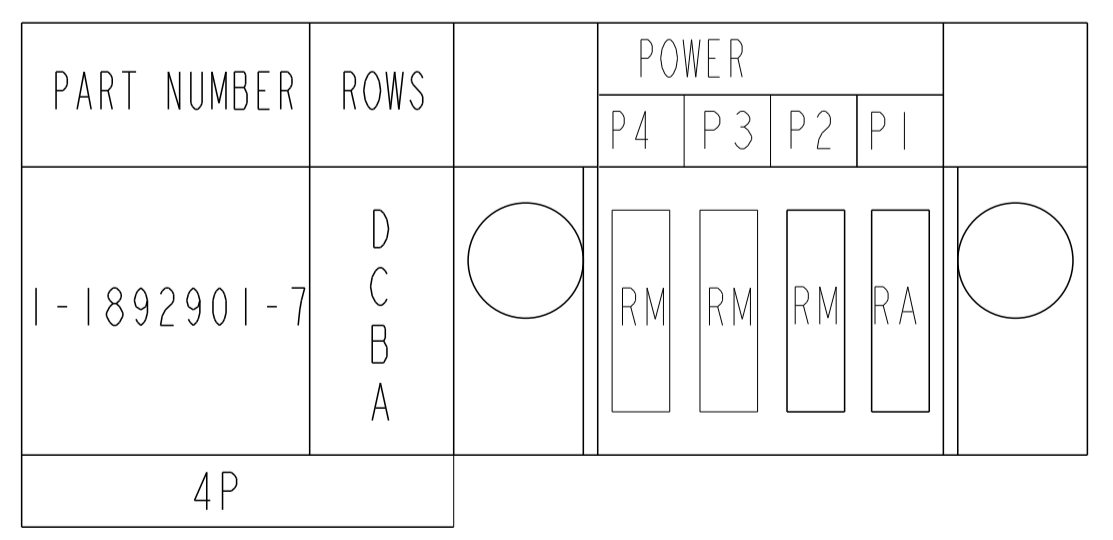 PART NUMBER ROWS POWER
P4 P3 P2 P1
D
C
B
A
1-1892901-7 RM RM RM RA
4P